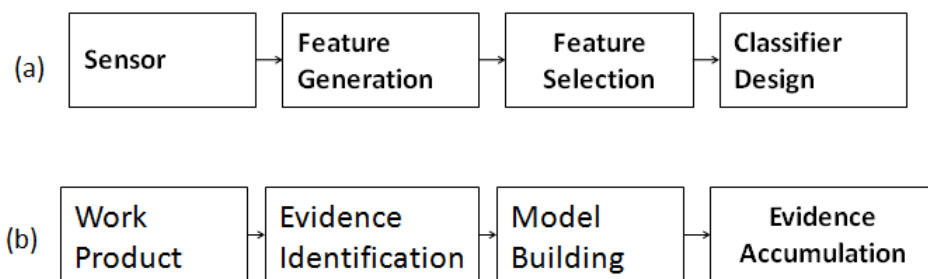 (a)
Sensor
Feature
Generation
Feature
Selection
Classifier
Design
(b)
Work
Product
Evidence
Identification
Model
Building
Evidence
Accumulation